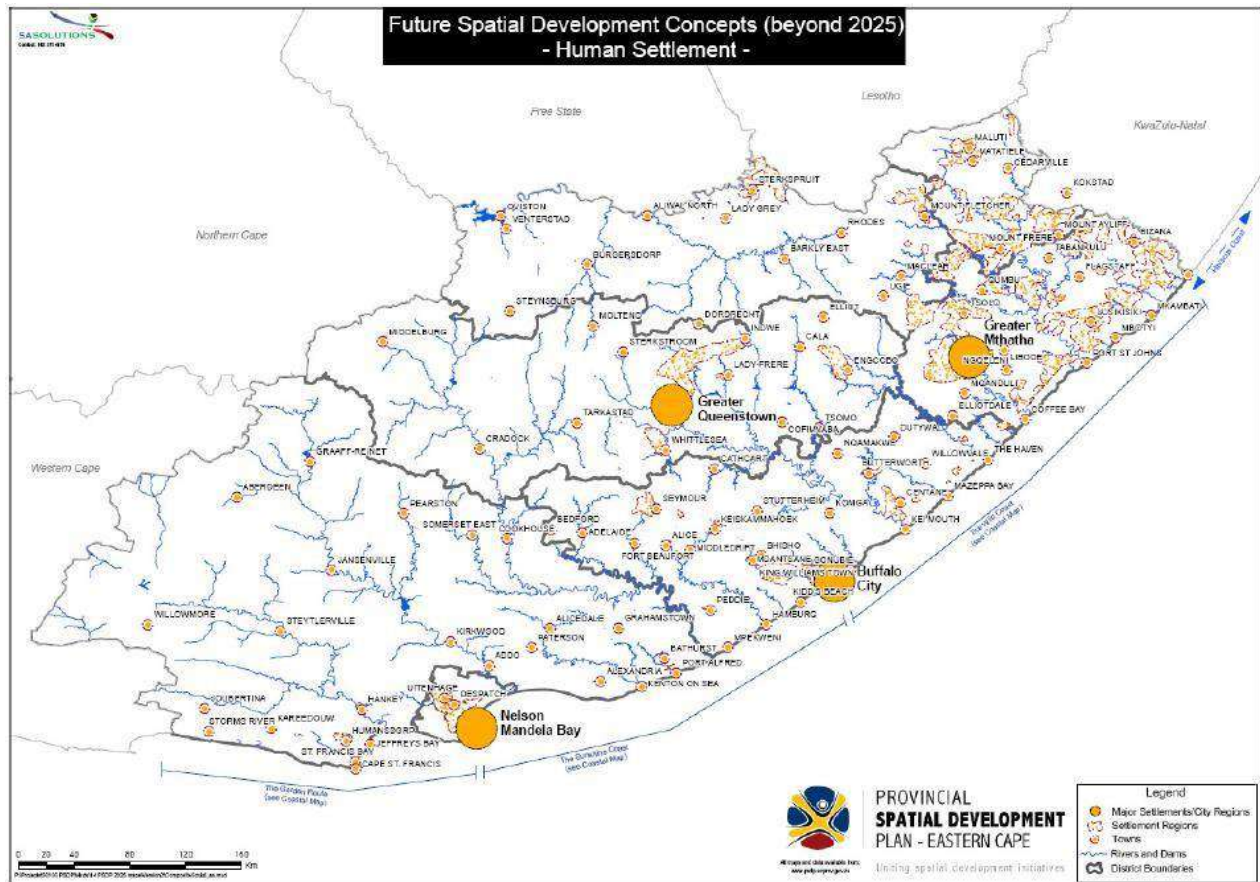 SASOLUTIONS
Future Spatial Development Concepts (beyond 2025)
- Human Settlement -
Lesotho
Free State
KwaZulu-Natal
Northern Cape
Western Cape
MALUTI
MATATIELE
CEDARVILLE
KOKSTAD
STERKSPRUIT
OVISTON
VENTERSTAD
ALIWAL NORTH
LADY GREY
RHODES
MOUNT FLETCHER
MOUNT AYLIFF
BIZANA
MOUNT FRERE
TABANKULU
BARKLY EAST
BURGERSDORP
MACLEAR
FLAGSTAFF
UGIE
QUMBU
MKAMBATI
TSOLO
LUSIKISIKI
MBOTYI
STEYNSBURG
MOLTENO
DORDRECHT
ELLIOT
INDWE
MIDDELBURG
STERKSTROOM
CALA
Greater
Mthatha
NGQELENI
LIBODE
PORT ST JOHNS
ENGCOBO
LADY-FRERE
MQANDULI
Greater
Queenstown
ELLIOTDALE
COFFEE BAY
TARKASTAD
TSOMO
COFIMVABA
DUTYWA
CRADOCK
WHITTLESEA
NQAMAKWE
WILLOWVALE
THE HAVEN
GRAAFF-REINET
CATHCART
BUTTERWORTH
ABERDEEN
MAZEPPA BAY
CENTANE
PEARSTON
SEYMOUR
STUTTERHEIM
KOMGA
KEI MOUTH
SOMERSET EAST
COOKHOUSE
BEDFORD
ADELAIDE
KEISKAMMAHOEK
ALICE
FORT BEAUFORT
MIDDLEDRIFT
BHISHO
MDANTSANE
GONUBIE
KING WILLIAMS TOWN
Buffalo
City
JANSENVILLE
KIDD'S BEACH
PEDDIE
HAMBURG
WILLOWMORE
STEYTLERVILLE
ALICEDALE
GRAHAMSTOWN
KIRKWOOD
PATERSON
MPEKWENI
BATHURST
PORT ALFRED
ADDO
ALEXANDRIA
KENTON ON SEA
UITENHAGE
DESPATCH
JOUBERTINA
HANKEY
Nelson
Mandela Bay
STORMS RIVER
KAREEDOUW
HUMANSDORP
JEFFREY'S BAY
ST. FRANCIS BAY
CAPE ST. FRANCIS
(see Coastal Map)
The Sunshine Coast
(see Coastal Map)
The Garden Route
(see Coastal Map)
0 20 40 80 120 160
Km
PROVINCIAL
SPATIAL DEVELOPMENT
PLAN - EASTERN CAPE
Uniting spatial development initiatives
Legend
Major Settlements/City Regions
Settlement Regions
Towns
Rivers and Dams
District Boundaries